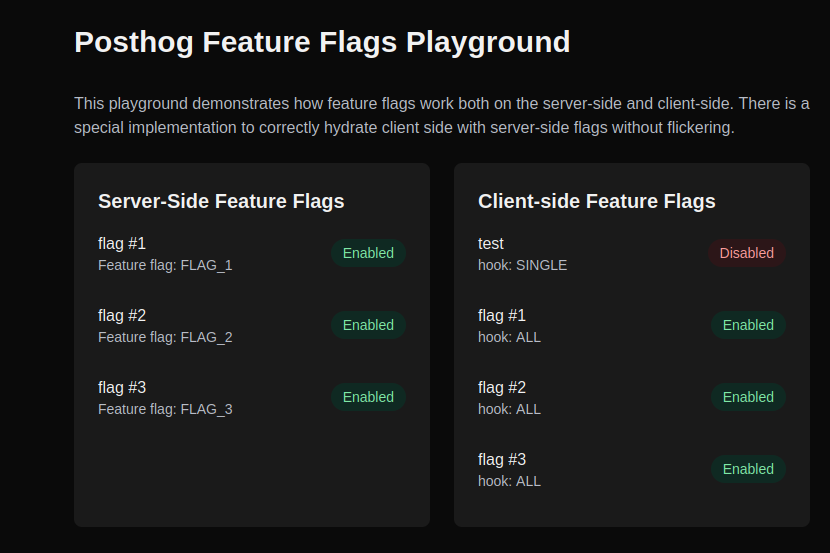 Posthog Feature Flags Playground
This playground demonstrates how feature flags work both on the server-side and client-side. There is a
special implementation to correctly hydrate client side with server-side flags without flickering.
Server-Side Feature Flags
flag #1
Feature flag: FLAG_1
Enabled
flag #2
Feature flag: FLAG_2
Enabled
flag #3
Feature flag: FLAG_3
Enabled
Client-side Feature Flags
test
hook: SINGLE
Disabled
flag #1
hook: ALL
Enabled
flag #2
hook: ALL
Enabled
flag #3
hook: ALL
Enabled